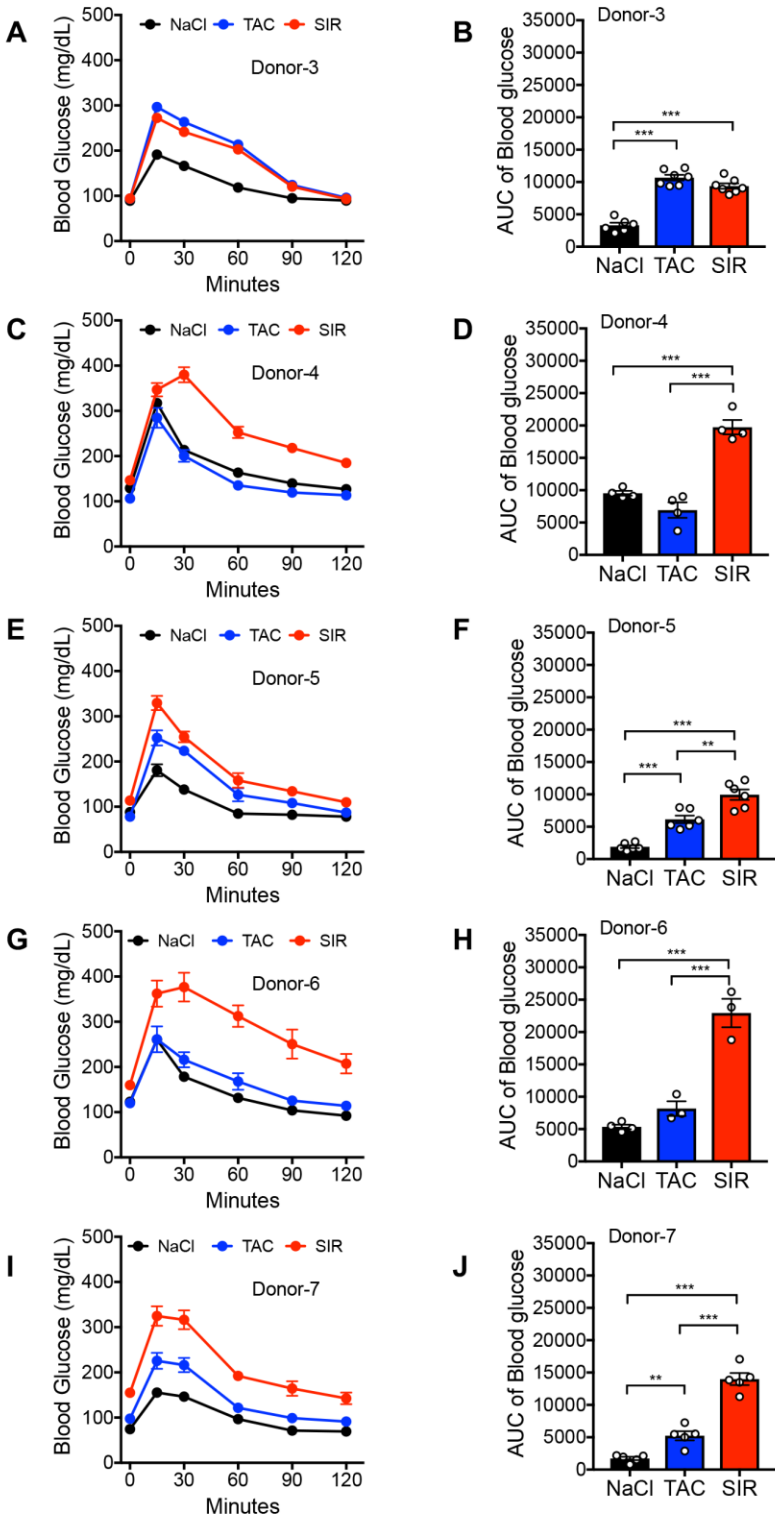 A
NaCl TAC SIR
Donor-3
Blood Glucose (mg/dL)
500
400
300
200
100
0
0 30 60 90 120
Minutes
B
Donor-3
AUC of Blood glucose
35000
30000
25000
20000
15000
10000
5000
0
***
***
NaCl TAC SIR
C
NaCl TAC SIR
Donor-4
Blood Glucose (mg/dL)
500
400
300
200
100
0
0 30 60 90 120
Minutes
D
Donor-4
AUC of Blood glucose
35000
30000
25000
20000
15000
10000
5000
0
***
***
NaCl TAC SIR
E
NaCl TAC SIR
Donor-5
Blood Glucose (mg/dL)
500
400
300
200
100
0
0 30 60 90 120
Minutes
F
Donor-5
AUC of Blood glucose
35000
30000
25000
20000
15000
10000
5000
0
***
***
**
NaCl TAC SIR
G
NaCl TAC SIR
Donor-6
Blood Glucose (mg/dL)
500
400
300
200
100
0
0 30 60 90 120
Minutes
H
Donor-6
AUC of Blood glucose
35000
30000
25000
20000
15000
10000
5000
0
***
***
NaCl TAC SIR
I
NaCl TAC SIR
Donor-7
Blood Glucose (mg/dL)
500
400
300
200
100
0
0 30 60 90 120
Minutes
J
Donor-7
AUC of Blood glucose
35000
30000
25000
20000
15000
10000
5000
0
***
***
**
NaCl TAC SIR